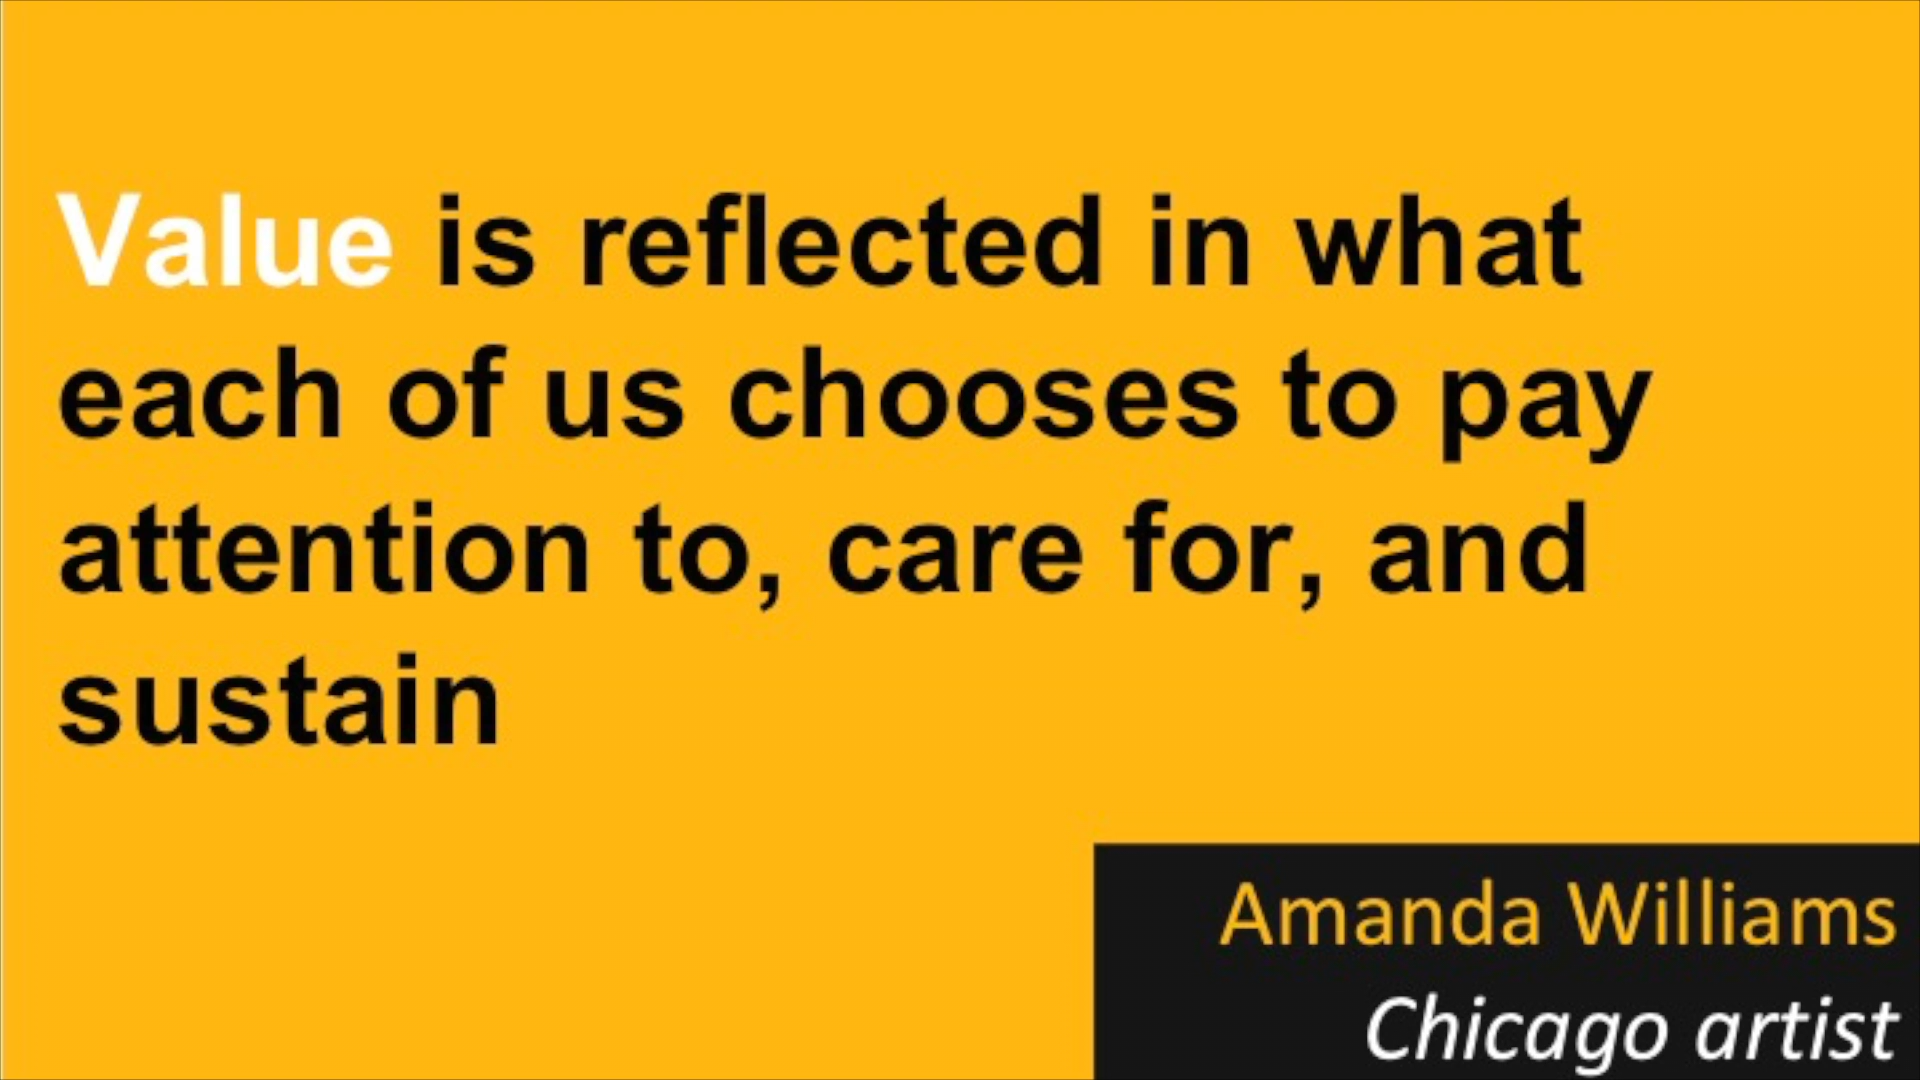 Value is reflected in what
each of us chooses to pay
attention to, care for, and
sustain
Amanda Williams
Chicago artist